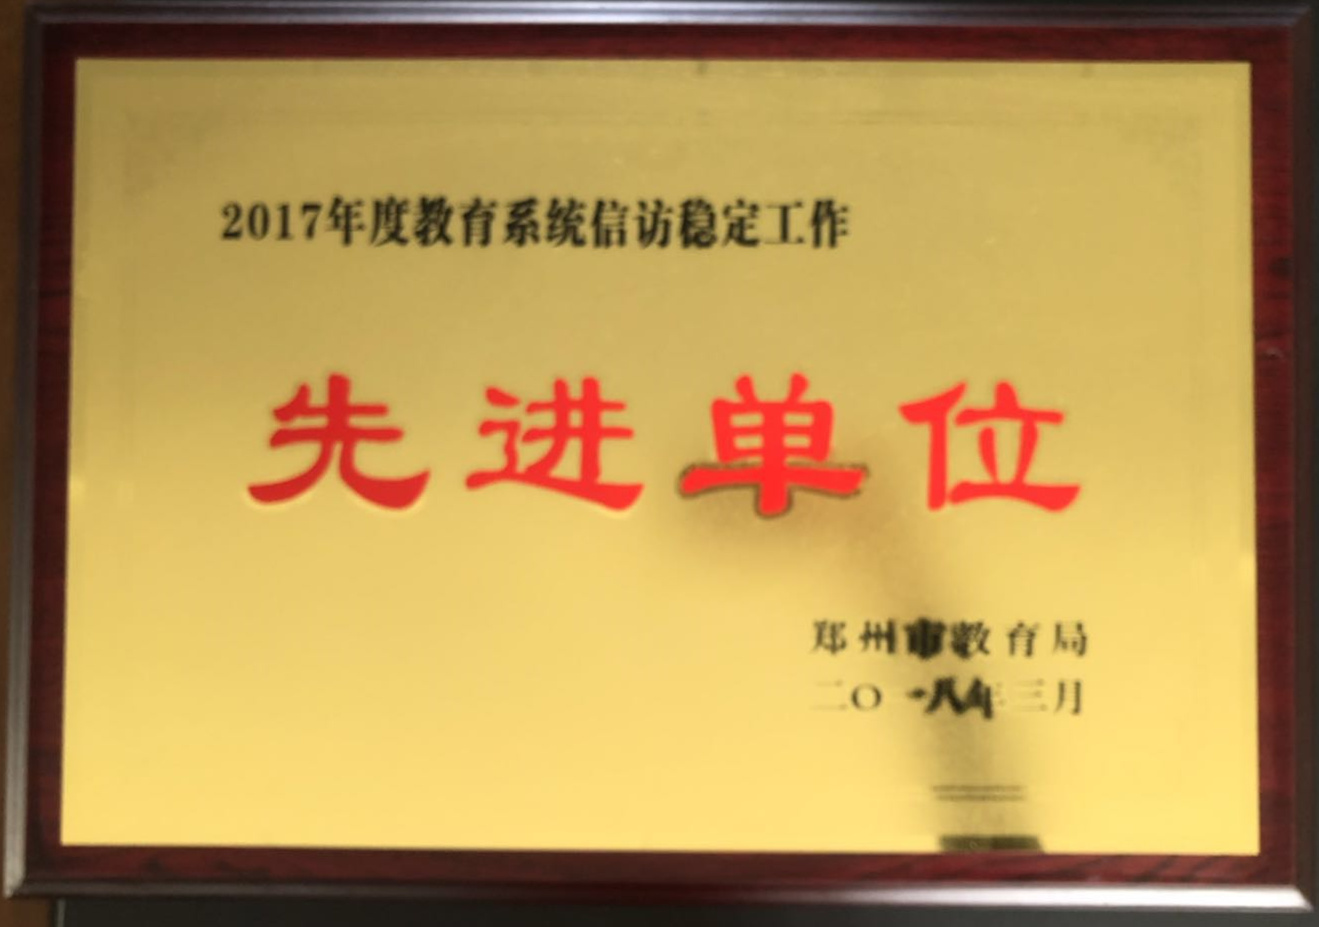 2017年度教育系统信访稳定工作
先进单位
郑州市教育局
二〇一八年三月